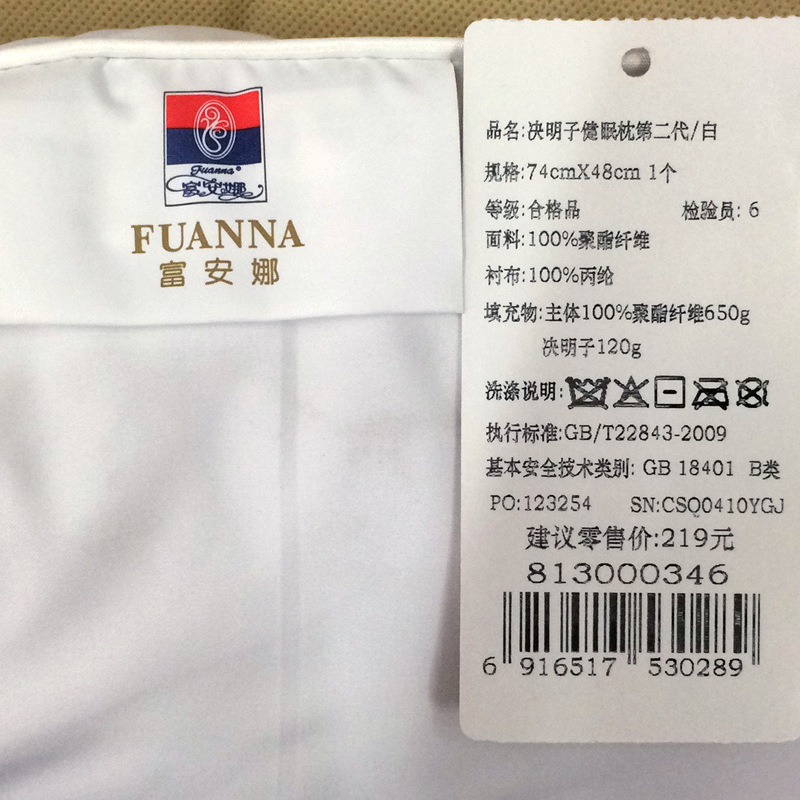 Fuanna®
富安娜
FUANNA
富安娜
品名:决明子健眠枕第二代/白
规格:74cmX48cm 1个
等级:合格品 检验员: 6
面料:100%聚酯纤维
衬布:100%丙纶
填充物:主体100%聚酯纤维650g
决明子120g
洗涤说明:
执行标准:GB/T22843-2009
基本安全技术类别: GB 18401 B类
PO:123254 SN:CSQ0410YGJ
建议零售价:219元
813000346
6 916517 530289